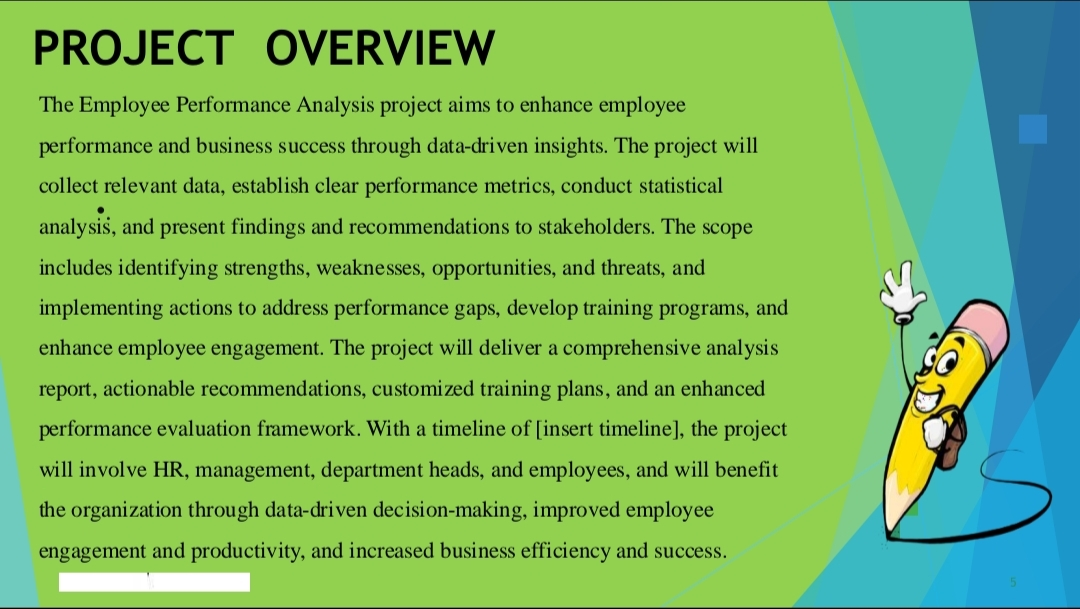 PROJECT OVERVIEW
The Employee Performance Analysis project aims to enhance employee
performance and business success through data-driven insights. The project will
collect relevant data, establish clear performance metrics, conduct statistical
analysis, and present findings and recommendations to stakeholders. The scope
includes identifying strengths, weaknesses, opportunities, and threats, and
implementing actions to address performance gaps, develop training programs, and
enhance employee engagement. The project will deliver a comprehensive analysis
report, actionable recommendations, customized training plans, and an enhanced
performance evaluation framework. With a timeline of [insert timeline], the project
will involve HR, management, department heads, and employees, and will benefit
the organization through data-driven decision-making, improved employee
engagement and productivity, and increased business efficiency and success.
5